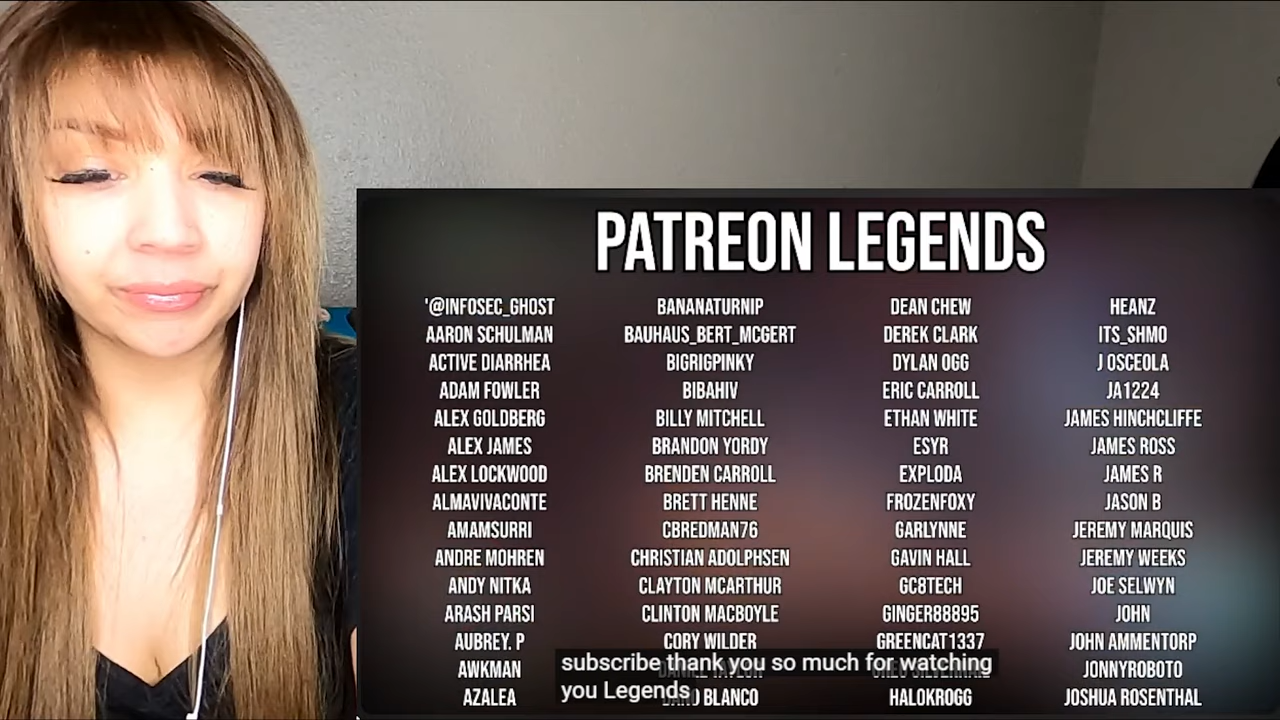 PATREON LEGENDS
'@INFOSEC_GHOST
AARON SCHULMAN
ACTIVE DIARRHEA
ADAM FOWLER
ALEX GOLDBERG
ALEX JAMES
ALEX LOCKWOOD
ALMAVIVACONTE
AMAMSURRI
ANDRE MOHREN
ANDY NITKA
ARASH PARSI
AUBREY. P
AWKMAN
AZALEA
BANANATURNIP
BAUHAUS_BERT_MCGERT
BIGRIGPINKY
BIBAHIV
BILLY MITCHELL
BRANDON YORDY
BRENDEN CARROLL
BRETT HENNE
CBREDMAN76
CHRISTIAN ADOLPHSEN
CLAYTON MCARTHUR
CLINTON MACBOYLE
CORY WILDER
BLANCO
DEAN CHEW
DEREK CLARK
DYLAN OGG
ERIC CARROLL
ETHAN WHITE
ESYR
EXPLODA
FROZENFOXY
GARLYNNE
GAVIN HALL
GC8TECH
GINGER88895
GREENCAT1337
HALOKROGG
HEANZ
ITS_SHMO
J OSCEOLA
JA1224
JAMES HINCHCLIFFE
JAMES ROSS
JAMES R
JASON B
JEREMY MARQUIS
JEREMY WEEKS
JOE SELWYN
JOHN
JOHN AMMENTORP
JONNYROBOTO
JOSHUA ROSENTHAL
subscribe thank you so much for watching
you Legends